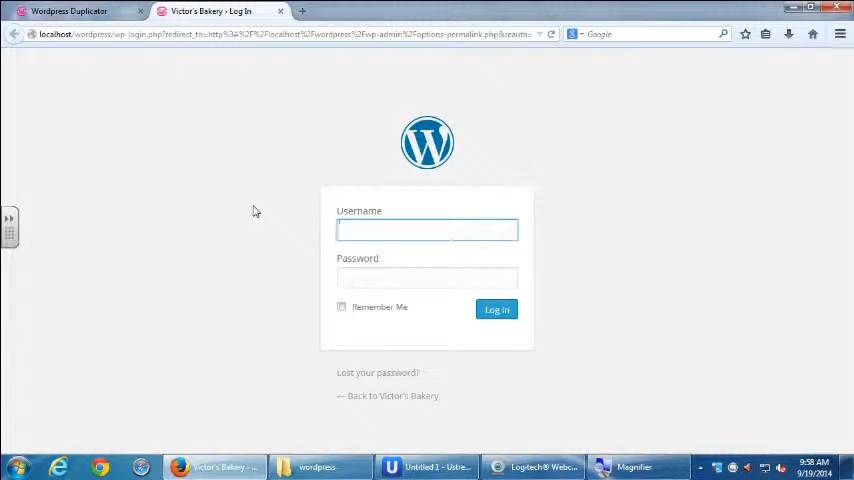 Wordpress Duplicator
Victor's Bakery › Log In
localhost/wordpress/wp-login.php?redirect_to=http%3A%2F%2Flocalhost%2Fwordpress%2Fwp-admin%2Foptions-permalink.php&reauth=
Google
Username
Password
Remember Me
Log In
Lost your password?
← Back to Victor's Bakery
Victor's Bakery - ...
wordpress
Untitled 1 - Ustre...
Logitech® Webc...
Magnifier
9:58 AM
9/19/2014